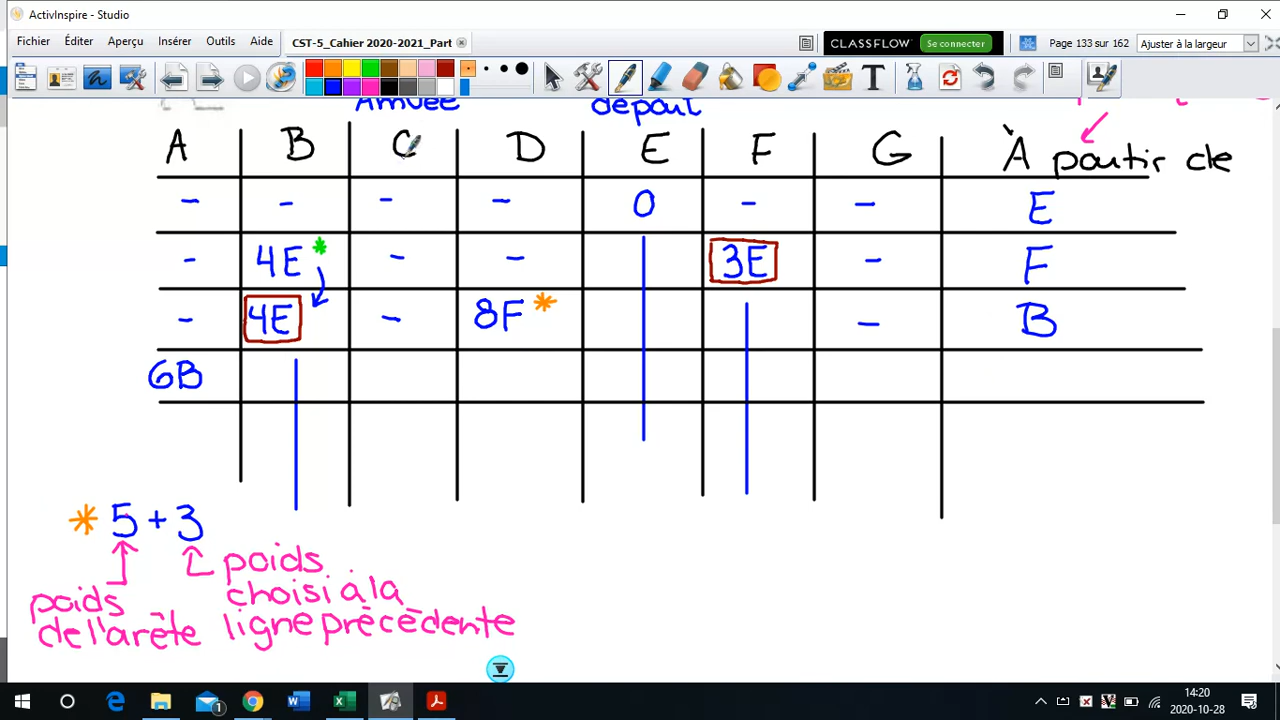 ActivInspire - Studio
Fichier Éditer Aperçu Insérer Outils Aide CST-5_Cahier 2020-2021_Part CLASSFLOW Se connecter Page 133 sur 162 Ajuster à la largeur
Arrivée départ
A B C D E F G À partir de
- - - - 0 - - E
- 4E * - - 3E - F
- 4E - 8F * - B
6B
* 5 + 3
poids de l'arête
poids choisi à la ligne précédente
14:20
2020-10-28